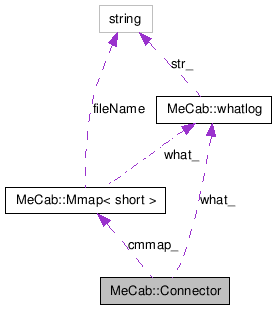 string
str_
fileName
MeCab::whatlog
what_
what_
MeCab::Mmap< short >
cmmap_
MeCab::Connector